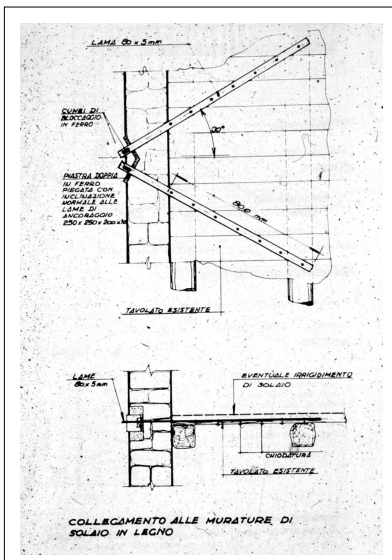 LAMA 80 x 5 mm
CUNEI DI
BLOCCAGGIO
IN FERRO
30°
PIASTRA DOPPIA
IN FERRO
PIEGATA CON
INCLINAZIONE
NORMALE ALLE
LAME DI
ANCORAGGIO
250 x 250 x 200 x 10
800 mm
TAVOLATO ESISTENTE
LAME
80 x 5 mm
EVENTUALE IRRIGIDIMENTO
DI SOLAIO
CHIODATURA
TAVOLATO ESISTENTE
COLLEGAMENTO ALLE MURATURE DI
SOLAIO IN LEGNO